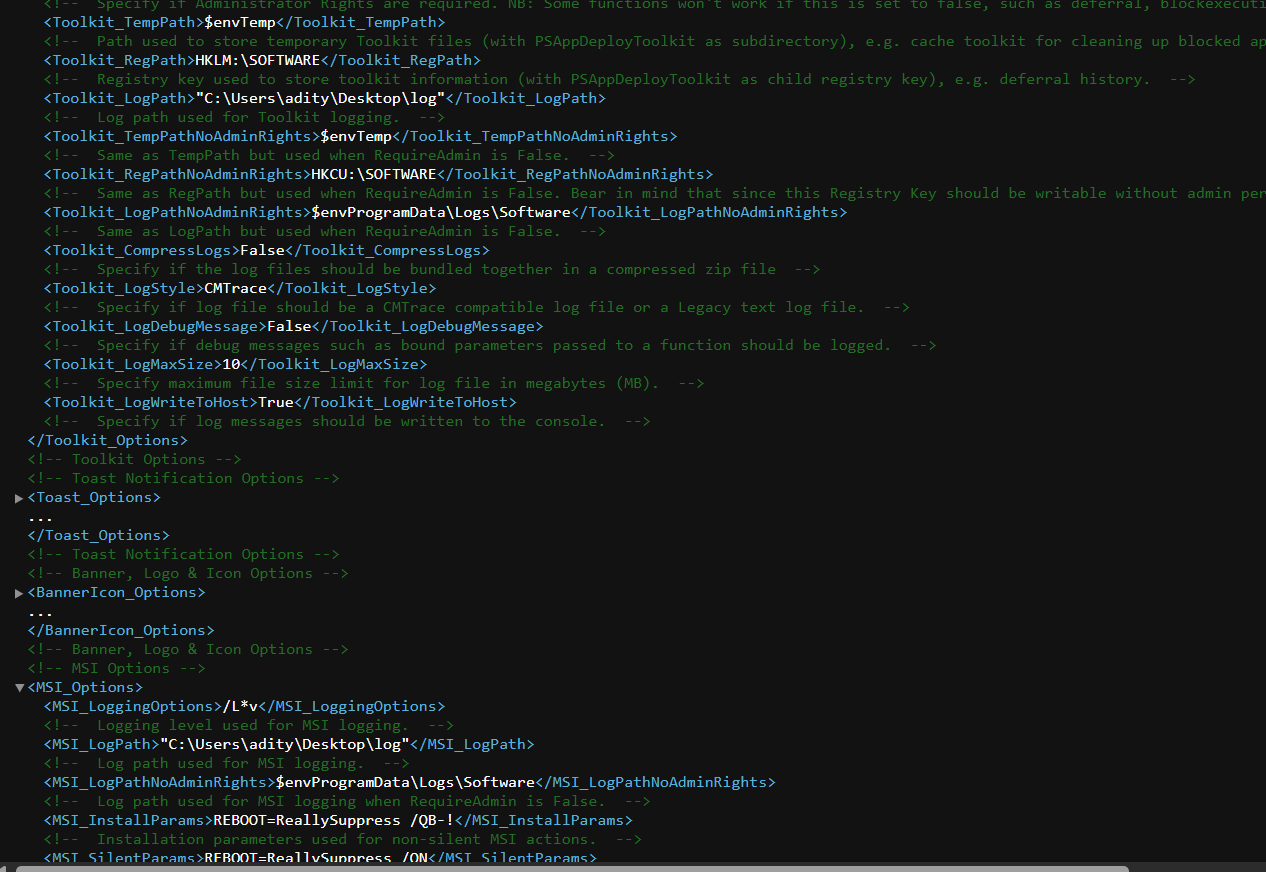 <!--  Specify if Administrator Rights are required. NB: Some functions won't work if this is set to false, such as deferral, blockexecuti
<Toolkit_TempPath>$envTemp</Toolkit_TempPath>
<!--  Path used to store temporary Toolkit files (with PSAppDeployToolkit as subdirectory), e.g. cache toolkit for cleaning up blocked ap
<Toolkit_RegPath>HKLM:\SOFTWARE</Toolkit_RegPath>
<!--  Registry key used to store toolkit information (with PSAppDeployToolkit as child registry key), e.g. deferral history.  -->
<Toolkit_LogPath>"C:\Users\adity\Desktop\log"</Toolkit_LogPath>
<!--  Log path used for Toolkit logging.  -->
<Toolkit_TempPathNoAdminRights>$envTemp</Toolkit_TempPathNoAdminRights>
<!--  Same as TempPath but used when RequireAdmin is False.  -->
<Toolkit_RegPathNoAdminRights>HKCU:\SOFTWARE</Toolkit_RegPathNoAdminRights>
<!--  Same as RegPath but used when RequireAdmin is False. Bear in mind that since this Registry Key should be writable without admin per
<Toolkit_LogPathNoAdminRights>$envProgramData\Logs\Software</Toolkit_LogPathNoAdminRights>
<!--  Same as LogPath but used when RequireAdmin is False.  -->
<Toolkit_CompressLogs>False</Toolkit_CompressLogs>
<!--  Specify if the log files should be bundled together in a compressed zip file  -->
<Toolkit_LogStyle>CMTrace</Toolkit_LogStyle>
<!--  Specify if log file should be a CMTrace compatible log file or a Legacy text log file.  -->
<Toolkit_LogDebugMessage>False</Toolkit_LogDebugMessage>
<!--  Specify if debug messages such as bound parameters passed to a function should be logged.  -->
<Toolkit_LogMaxSize>10</Toolkit_LogMaxSize>
<!--  Specify maximum file size limit for log file in megabytes (MB).  -->
<Toolkit_LogWriteToHost>True</Toolkit_LogWriteToHost>
<!--  Specify if log messages should be written to the console.  -->
</Toolkit_Options>
<!-- Toolkit Options -->
<!-- Toast Notification Options -->
<Toast_Options>
...
</Toast_Options>
<!-- Toast Notification Options -->
<!-- Banner, Logo & Icon Options -->
<BannerIcon_Options>
...
</BannerIcon_Options>
<!-- Banner, Logo & Icon Options -->
<!-- MSI Options -->
<MSI_Options>
<MSI_LoggingOptions>/L*v</MSI_LoggingOptions>
<!--  Logging level used for MSI logging.  -->
<MSI_LogPath>"C:\Users\adity\Desktop\log"</MSI_LogPath>
<!--  Log path used for MSI logging.  -->
<MSI_LogPathNoAdminRights>$envProgramData\Logs\Software</MSI_LogPathNoAdminRights>
<!--  Log path used for MSI logging when RequireAdmin is False.  -->
<MSI_InstallParams>REBOOT=ReallySuppress /QB-!</MSI_InstallParams>
<!--  Installation parameters used for non-silent MSI actions.  -->
<MSI_SilentParams>REBOOT=ReallySuppress /QN</MSI_SilentParams>